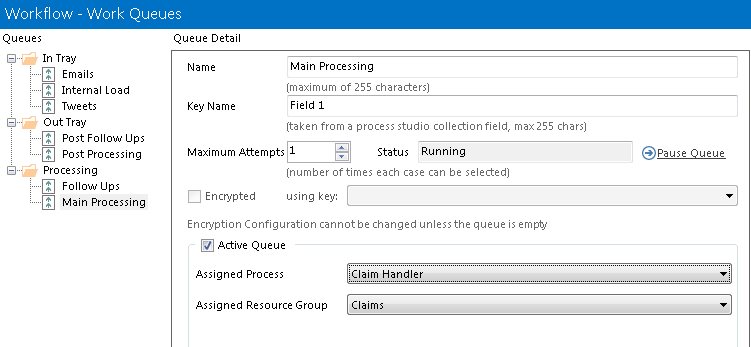 Workflow - Work Queues
Queues
In Tray
Emails
Internal Load
Tweets
Out Tray
Post Follow Ups
Post Processing
Processing
Follow Ups
Main Processing
Queue Detail
Name Main Processing
(maximum of 255 characters)
Key Name Field 1
(taken from a process studio collection field, max 255 chars)
Maximum Attempts 1 Status Running Pause Queue
(number of times each case can be selected)
Encrypted using key:
Encryption Configuration cannot be changed unless the queue is empty
Active Queue
Assigned Process Claim Handler
Assigned Resource Group Claims